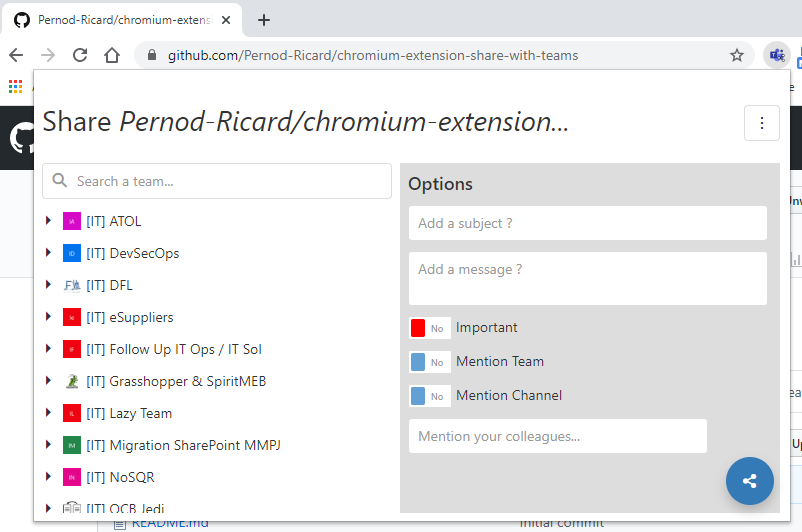 Pernod-Ricard/chromium-extensi
github.com/Pernod-Ricard/chromium-extension-share-with-teams
Share Pernod-Ricard/chromium-extension...
Search a team...
[IT] ATOL
[IT] DevSecOps
[IT] DFL
[IT] eSuppliers
[IT] Follow Up IT Ops / IT Sol
[IT] Grasshopper & SpiritMEB
[IT] Lazy Team
[IT] Migration SharePoint MMPJ
[IT] NoSQR
[IT] OCB Jedi
Options
Add a subject ?
Add a message ?
No Important
No Mention Team
No Mention Channel
Mention your colleagues...
README.md
Initial commit